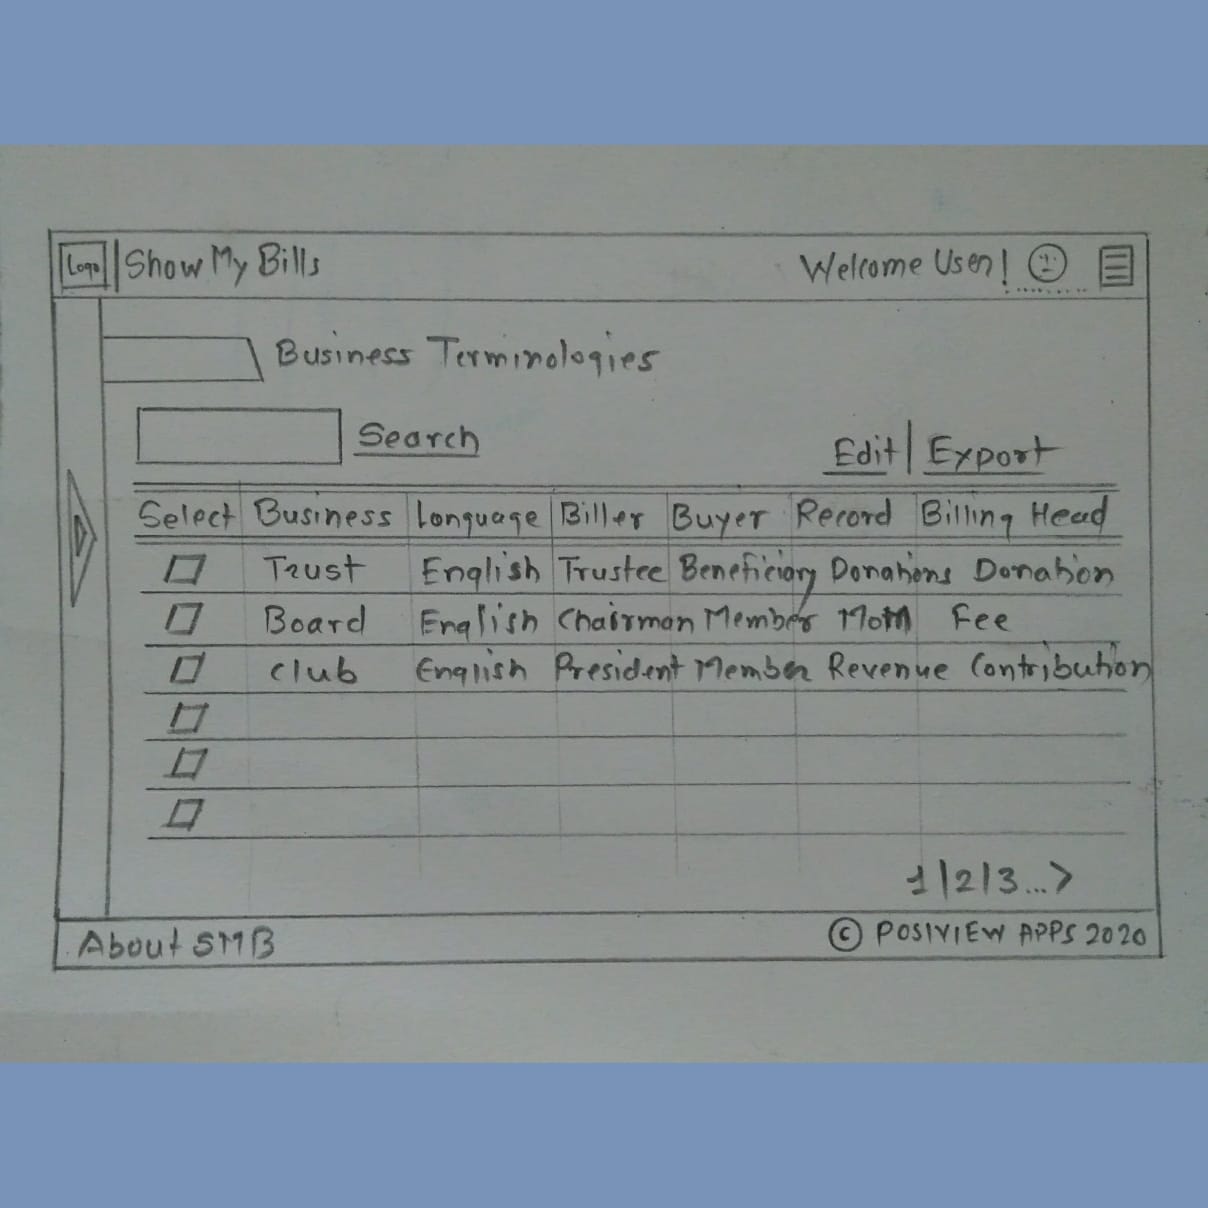 Logo Show My Bills Welcome User!
Business Terminologies
Search
Edit | Export
Select Business Language Biller Buyer Record Billing Head
Trust English Trustee Beneficiary Donations Donation
Board English Chairman Member MoM Fee
Club English President Member Revenue Contribution
1|2|3...>
About SMB © POSIVIEW APPS 2020